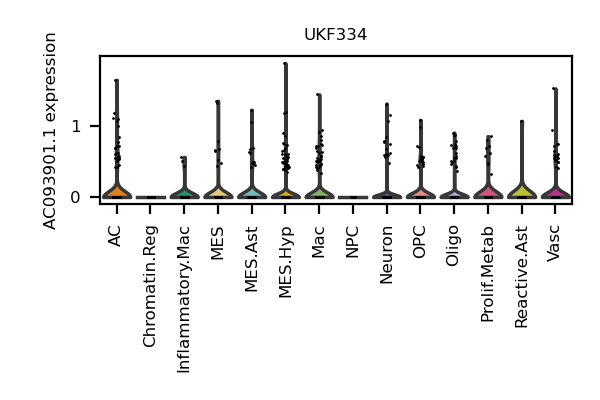 UKF334
AC093901.1 expression
1
0
AC
Chromatin.Reg
Inflammatory.Mac
MES
MES.Ast
MES.Hyp
Mac
NPC
Neuron
OPC
Oligo
Prolif.Metab
Reactive.Ast
Vasc